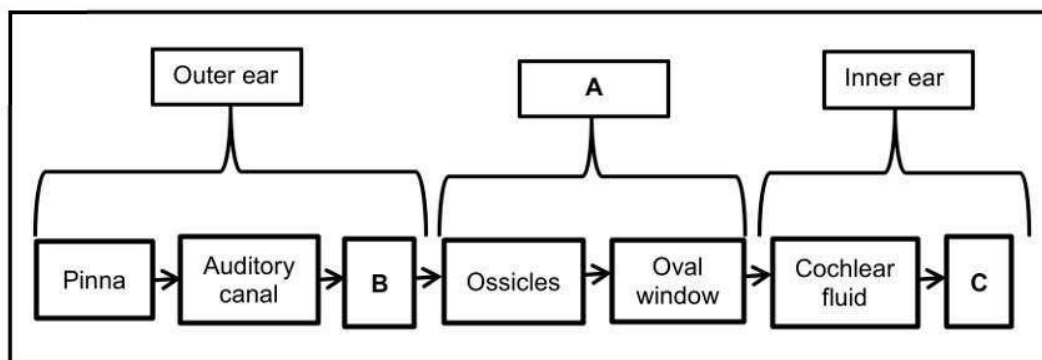 Outer ear
A
Inner ear
Pinna
Auditory
canal
B
Ossicles
Oval
window
Cochlear
fluid
C